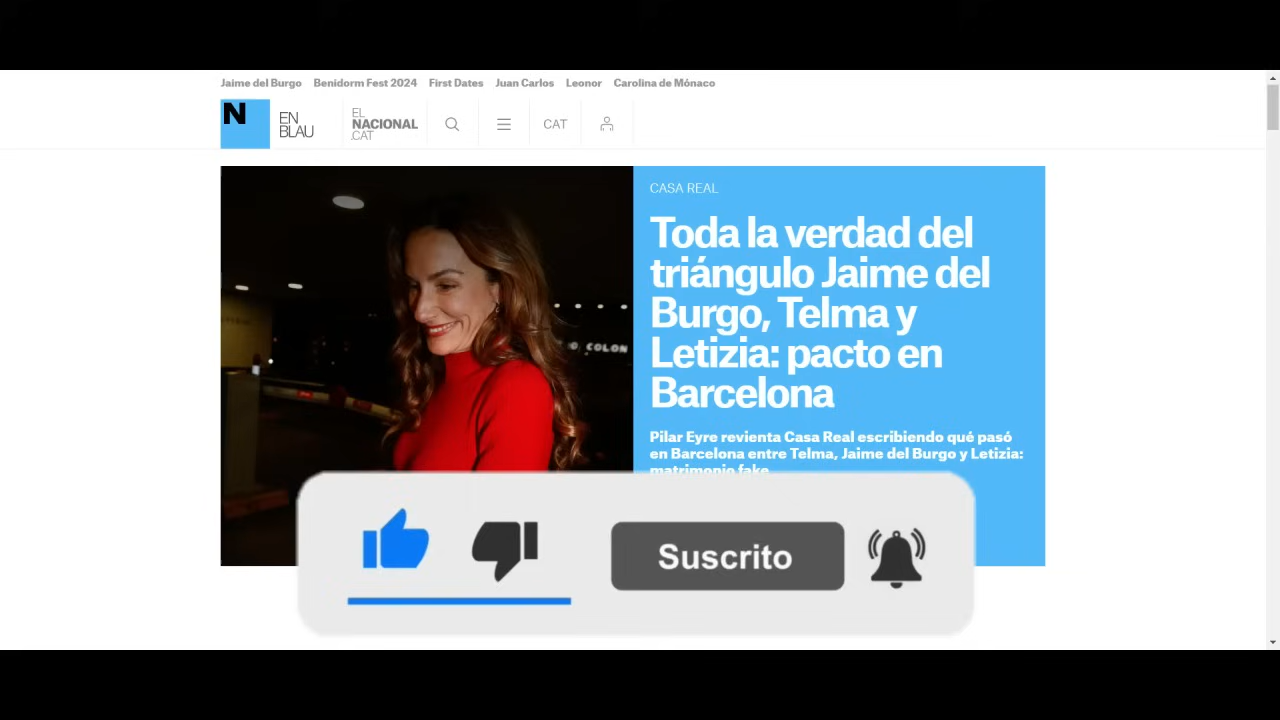 Jaime del Burgo Benidorm Fest 2024 First Dates Juan Carlos Leonor Carolina de Mónaco
N
EN
BLAU
EL
NACIONAL
.CAT
CAT
CASA REAL
Toda la verdad del
triángulo Jaime del
Burgo, Telma y
Letizia: pacto en
Barcelona
Pilar Eyre revienta Casa Real escribiendo qué pasó
en Barcelona entre Telma, Jaime del Burgo y Letizia:
matrimonio fake
COLON
Suscrito